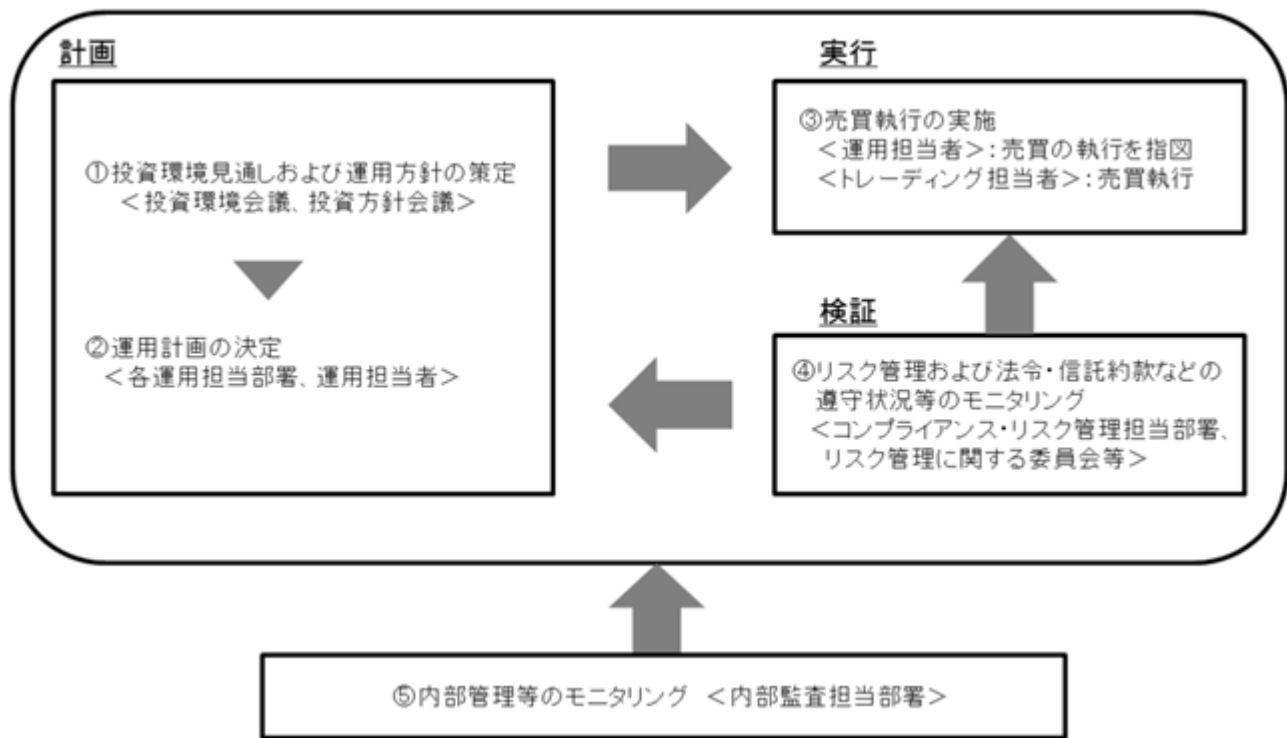 計画
①投資環境見通しおよび運用方針の策定
＜投資環境会議、投資方針会議＞
②運用計画の決定
＜各運用担当部署、運用担当者＞
実行
③売買執行の実施
＜運用担当者＞：売買の執行を指図
＜トレーディング担当者＞：売買執行
検証
④リスク管理および法令・信託約款などの
遵守状況等のモニタリング
＜コンプライアンス・リスク管理担当部署、
リスク管理に関する委員会等＞
⑤内部管理等のモニタリング　＜内部監査担当部署＞